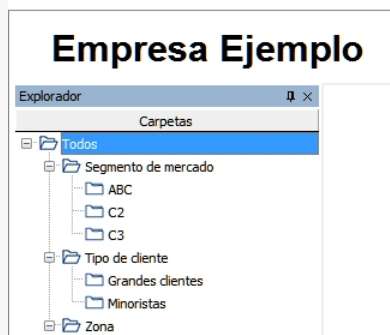 Empresa Ejemplo
Explorador
Carpetas
Todos
Segmento de mercado
ABC
C2
C3
Tipo de cliente
Grandes clientes
Minoristas
Zona